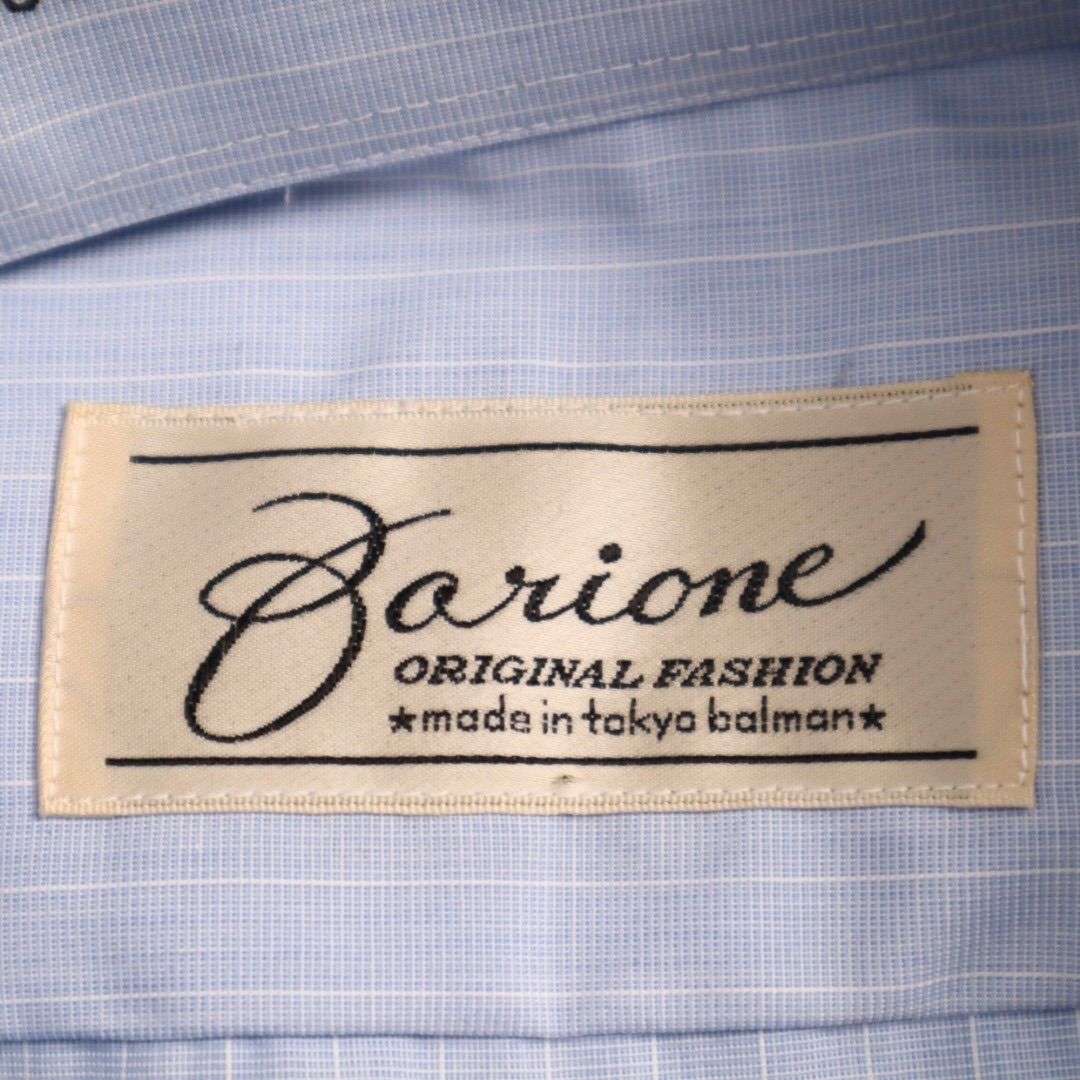 Barione
ORIGINAL FASHION
★made in tokyo balman★